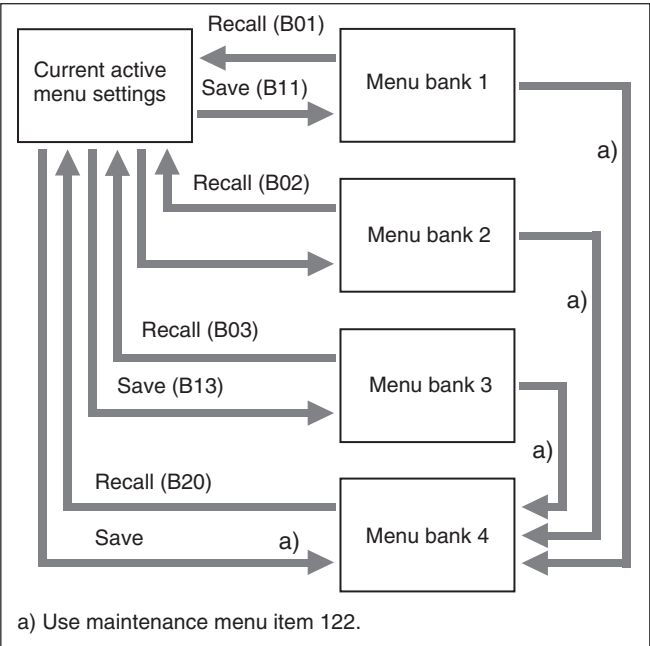 Recall (B01)
Current active
menu settings
Save (B11)
Menu bank 1
a)
Recall (B02)
Menu bank 2
a)
Recall (B03)
Save (B13)
Menu bank 3
a)
Recall (B20)
Save
a)
Menu bank 4
a) Use maintenance menu item 122.